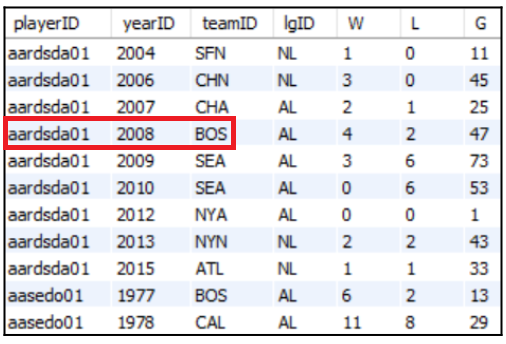 playerID yearID teamID lgID W L G
aardsda01 2004 SFN NL 1 0 11
aardsda01 2006 CHN NL 3 0 45
aardsda01 2007 CHA AL 2 1 25
aardsda01 2008 BOS AL 4 2 47
aardsda01 2009 SEA AL 3 6 73
aardsda01 2010 SEA AL 0 6 53
aardsda01 2012 NYA AL 0 0 1
aardsda01 2013 NYN NL 2 2 43
aardsda01 2015 ATL NL 1 1 33
aasedo01 1977 BOS AL 6 2 13
aasedo01 1978 CAL AL 11 8 29